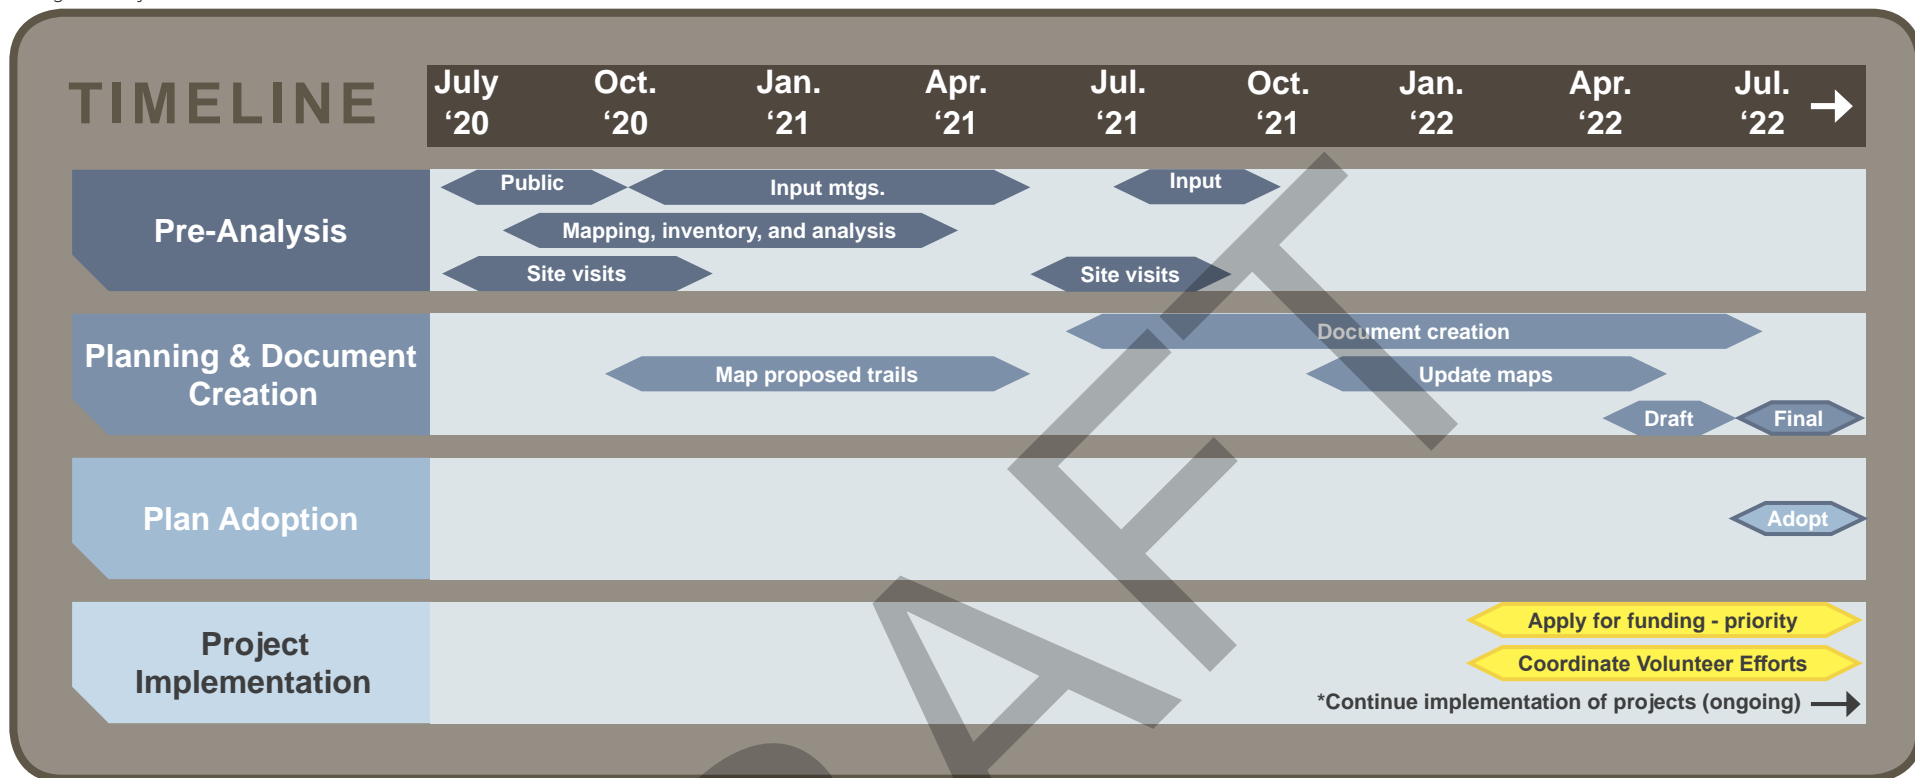 TIMELINE
July ‘20
Oct. ‘20
Jan. ‘21
Apr. ‘21
Jul. ‘21
Oct. ‘21
Jan. ‘22
Apr. ‘22
Jul. ‘22
Pre-Analysis
Public
Input mtgs.
Input
Mapping, inventory, and analysis
Site visits
Site visits
Planning & Document
Creation
Document creation
Map proposed trails
Update maps
Draft
Final
Plan Adoption
Adopt
Project
Implementation
Apply for funding - priority
Coordinate Volunteer Efforts
*Continue implementation of projects (ongoing)
DRAFT